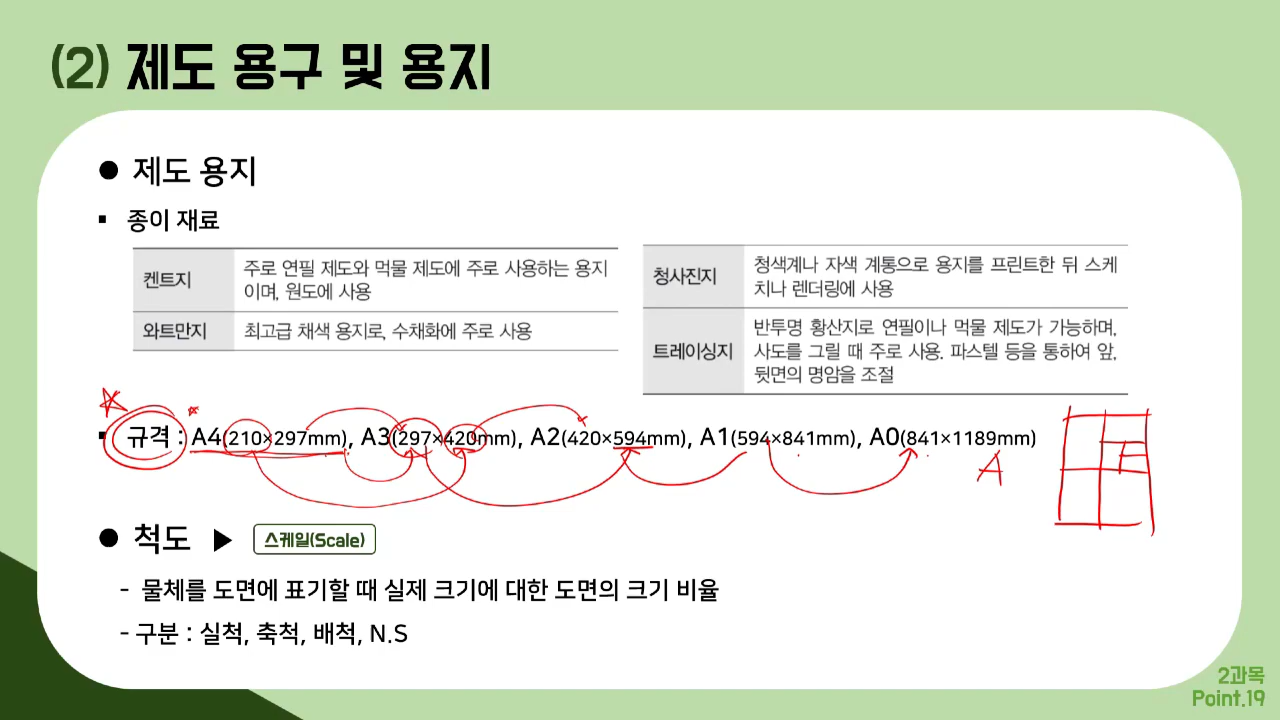 (2) 제도 용구 및 용지
● 제도 용지
▪ 종이 재료
켄트지
주로 연필 제도와 먹물 제도에 주로 사용하는 용지
이며, 원도에 사용
와트만지
최고급 채색 용지로, 수채화에 주로 사용
청사진지
청색계나 자색 계통으로 용지를 프린트한 뒤 스케
치나 렌더링에 사용
트레이싱지
반투명 황산지로 연필이나 먹물 제도가 가능하며,
사도를 그릴 때 주로 사용. 파스텔 등을 통하여 앞,
뒷면의 명암을 조절
▪ 규격 : A4(210×297mm), A3(297×420mm), A2(420×594mm), A1(594×841mm), A0(841×1189mm)
A
● 척도 ▶ 스케일(Scale)
- 물체를 도면에 표기할 때 실제 크기에 대한 도면의 크기 비율
- 구분 : 실척, 축척, 배척, N.S
2과목
Point.19